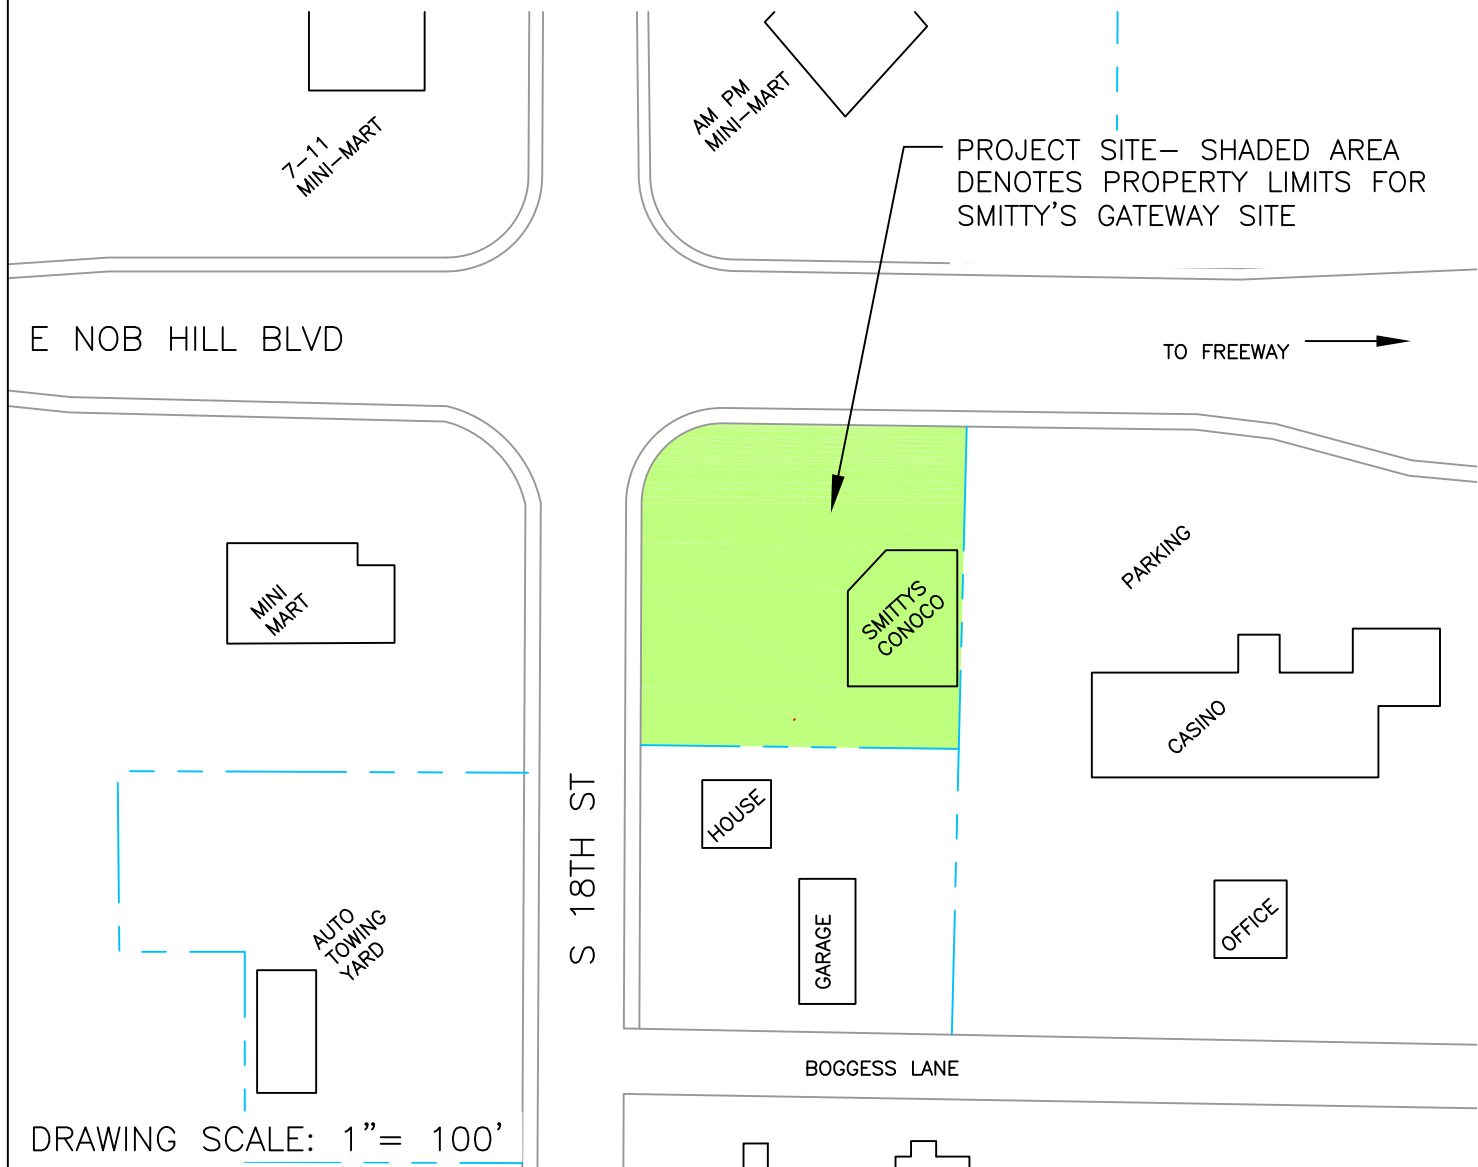 7-11
MINI-MART
AM PM
MINI-MART
PROJECT SITE- SHADED AREA
DENOTES PROPERTY LIMITS FOR
SMITTY'S GATEWAY SITE
E NOB HILL BLVD
TO FREEWAY
MINI
MART
SMITTYS
CONOCO
PARKING
CASINO
HOUSE
S 18TH ST
AUTO
TOWING
YARD
GARAGE
OFFICE
BOGGESS LANE
DRAWING SCALE: 1"= 100'